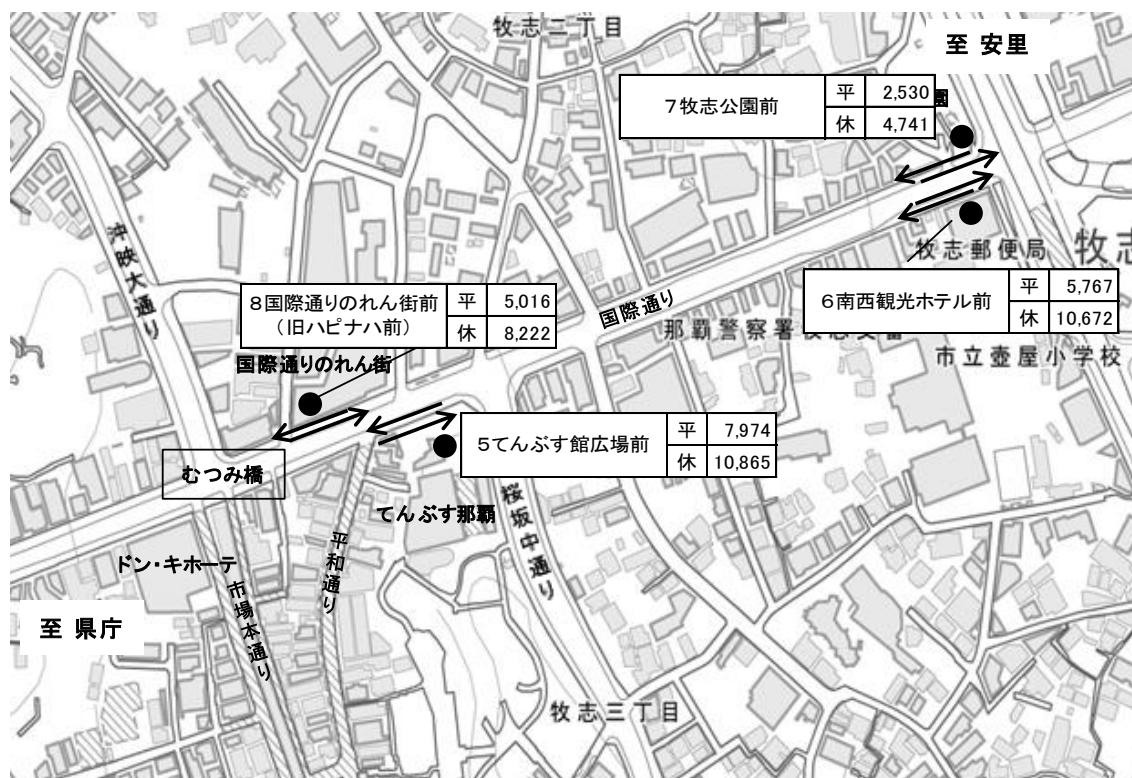 牧志二丁目
至 安里
7牧志公園前
平 2,530
休 4,741
園
沖映大通り
牧志郵便局
牧志
8国際通りのれん街前
（旧ハピナハ前）
平 5,016
休 8,222
国際通り
6南西観光ホテル前
平 5,767
休 10,672
那覇警察署牧志交番
国際通りのれん街
市立壺屋小学校
5てんぶす館広場前
平 7,974
休 10,865
むつみ橋
てんぶす那覇
桜坂中通り
ドン・キホーテ
平和通り
市場本通り
至 県庁
牧志三丁目